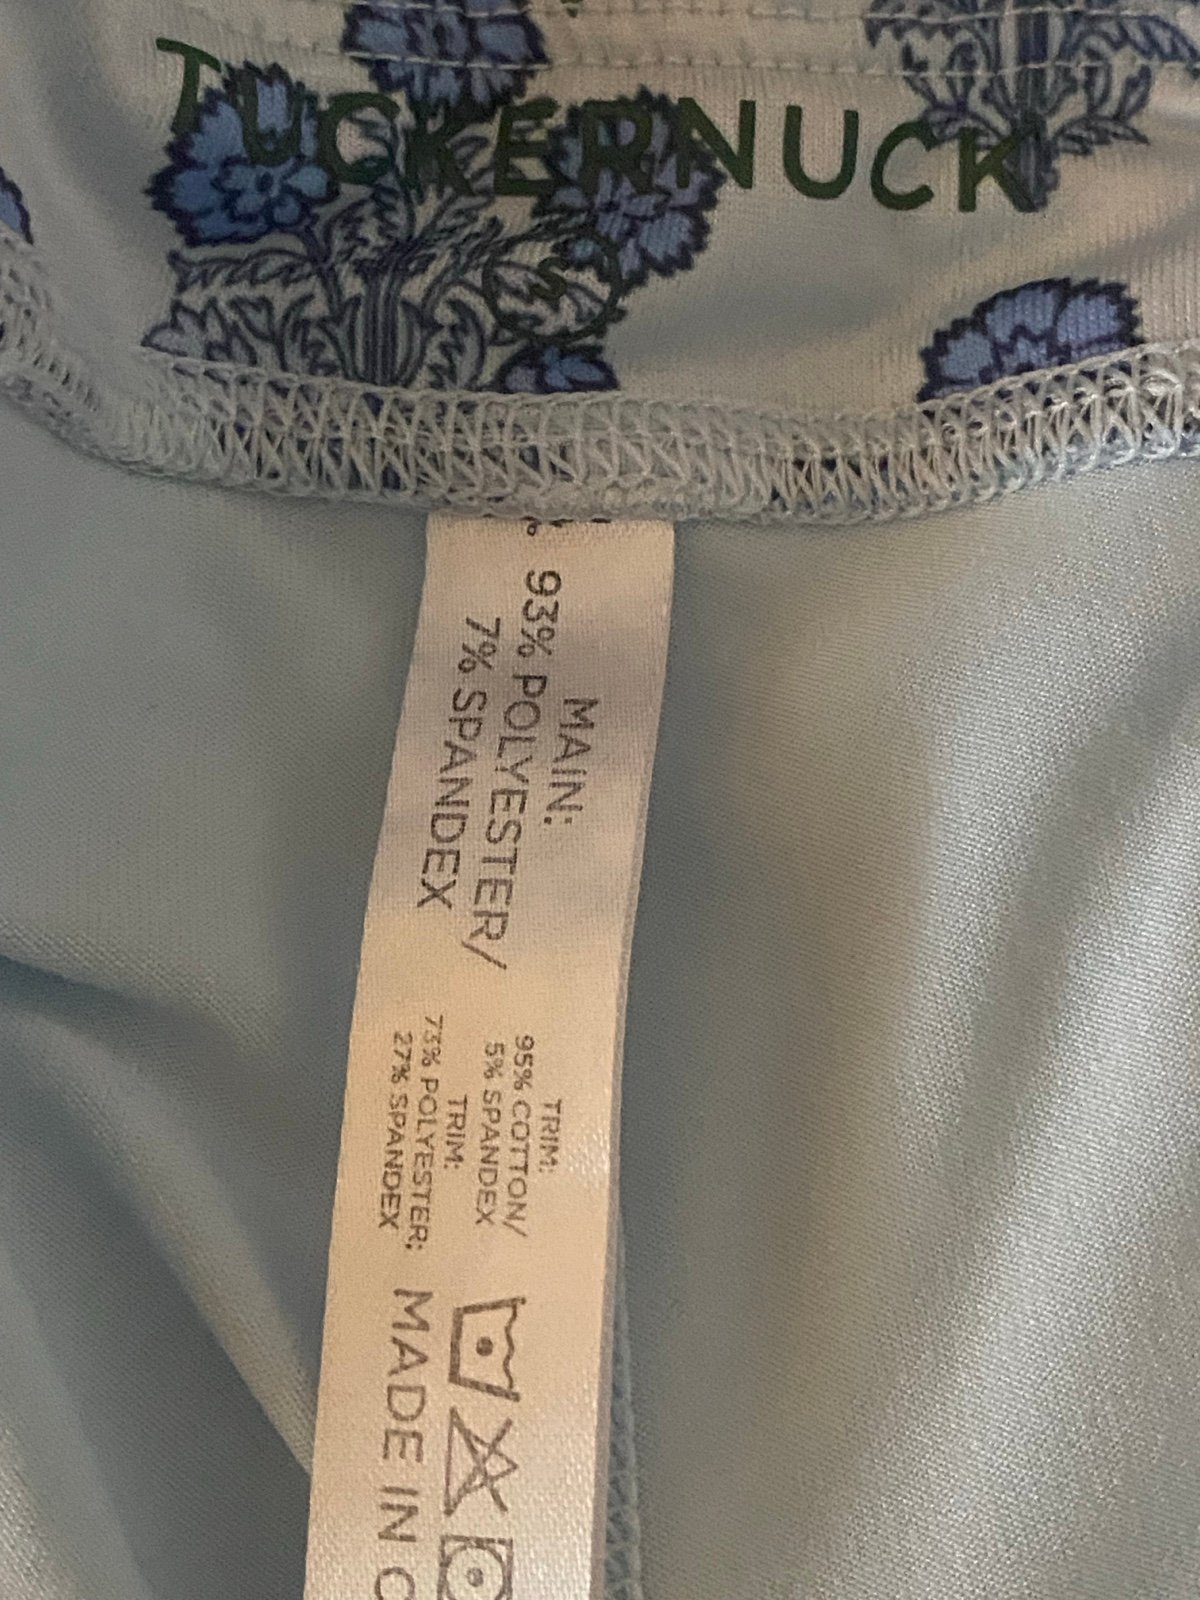 TUCKERNUCK
S
MAIN:
93% POLYESTER/
7% SPANDEX
TRIM:
95% COTTON/
5% SPANDEX
TRIM:
73% POLYESTER;
27% SPANDEX
MADE IN C